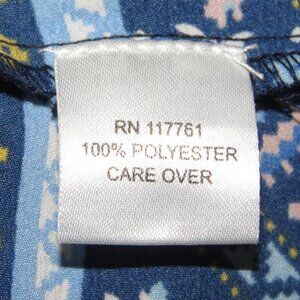 RN 117761
100% POLYESTER
CARE OVER